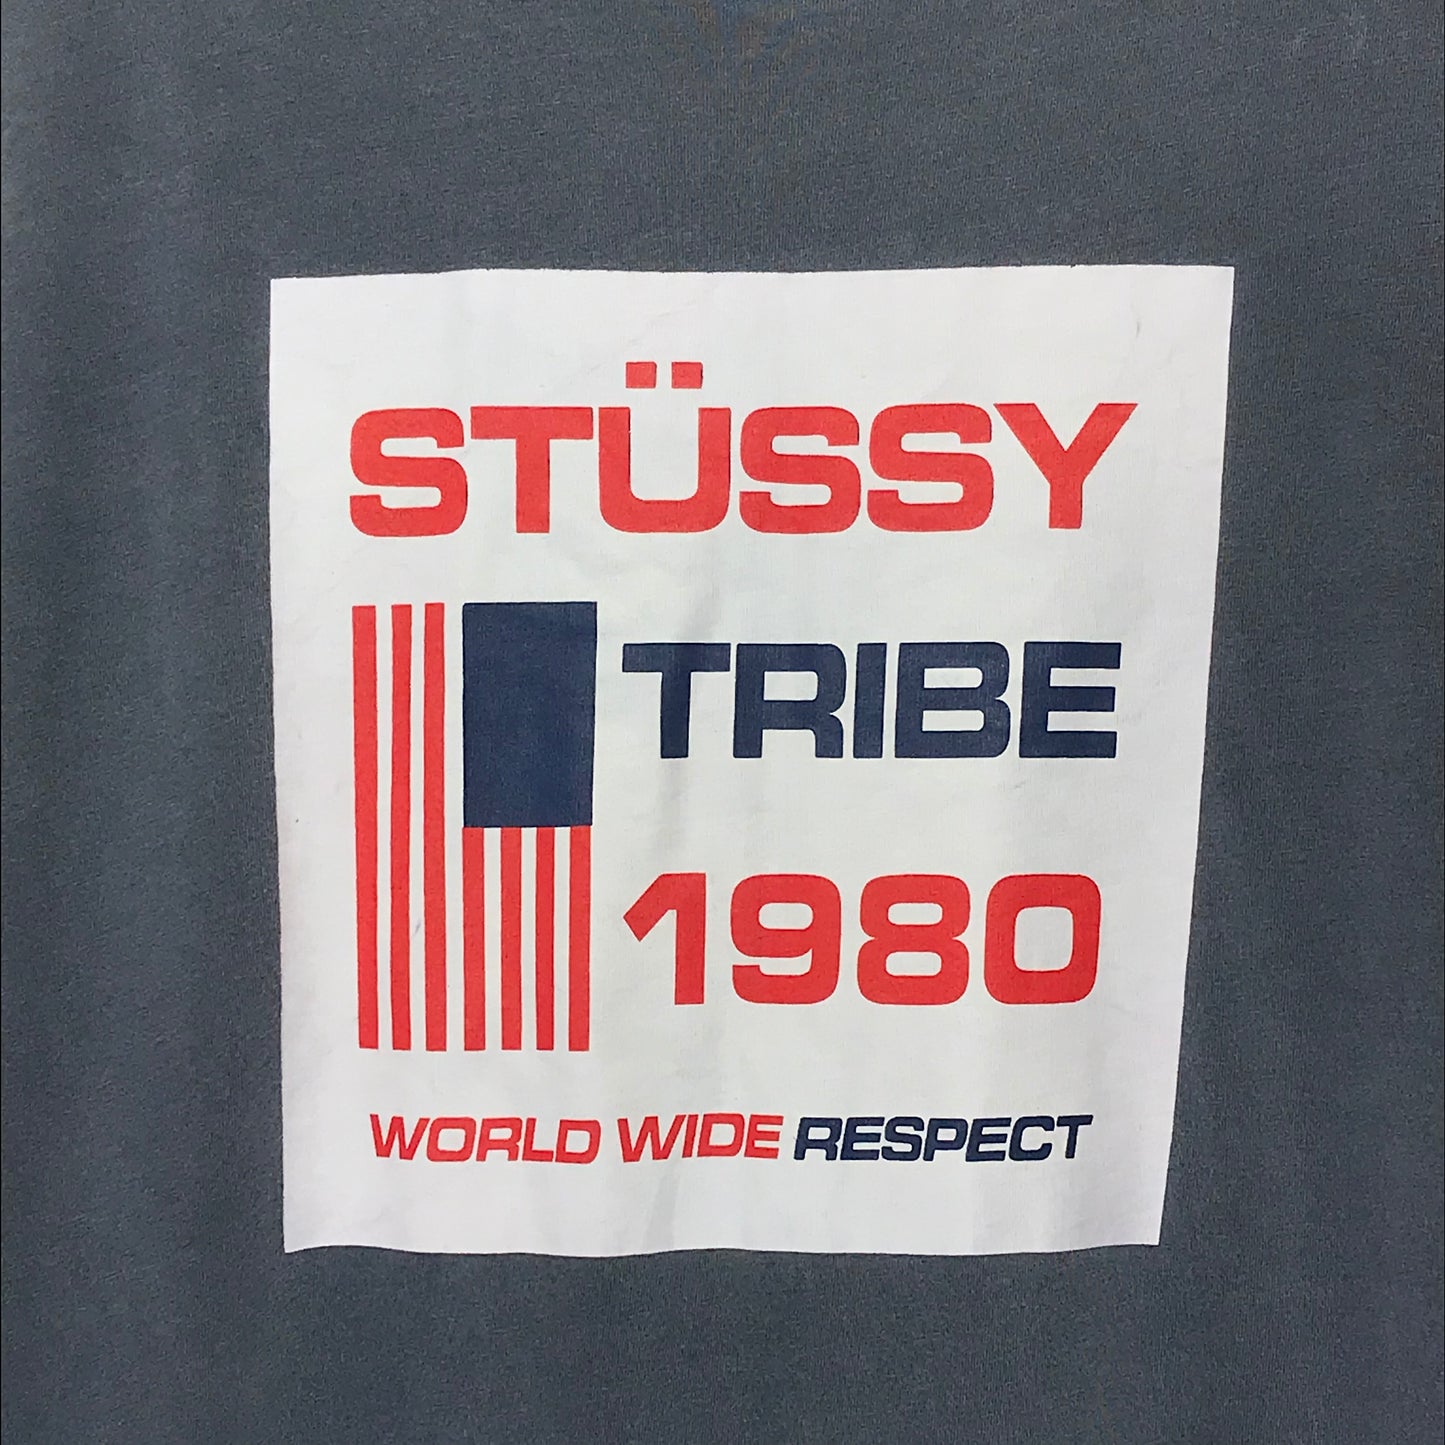 STÜSSY
TRIBE
1980
WORLD WIDE RESPECT